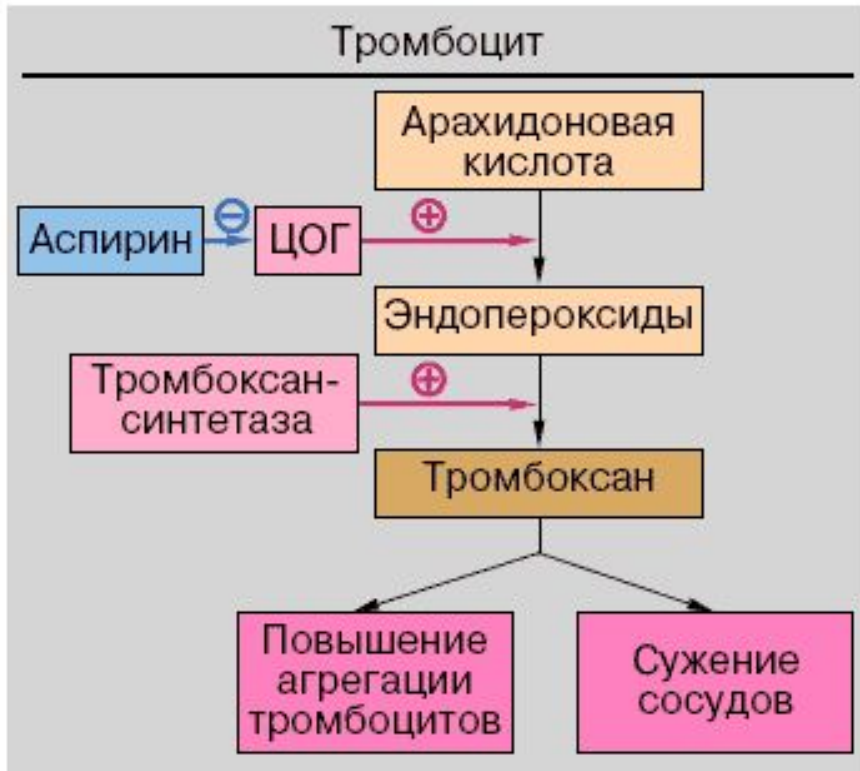 Тромбоцит
Арахидоновая
кислота
Аспирин
ЦОГ
Эндопероксиды
Тромбоксан-
синтетаза
Тромбоксан
Повышение
агрегации
тромбоцитов
Сужение
сосудов